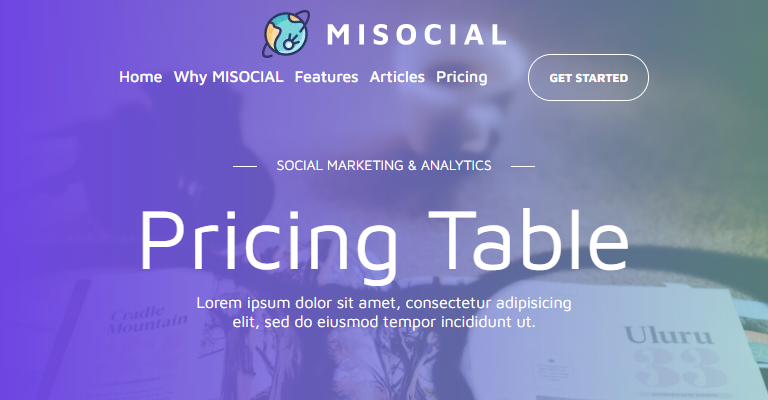 MISOCIAL
Home Why MISOCIAL Features Articles Pricing GET STARTED
SOCIAL MARKETING & ANALYTICS
Pricing Table
Lorem ipsum dolor sit amet, consectetur adipisicing
elit, sed do eiusmod tempor incididunt ut.
Cradle
Mountain
Uluru
33